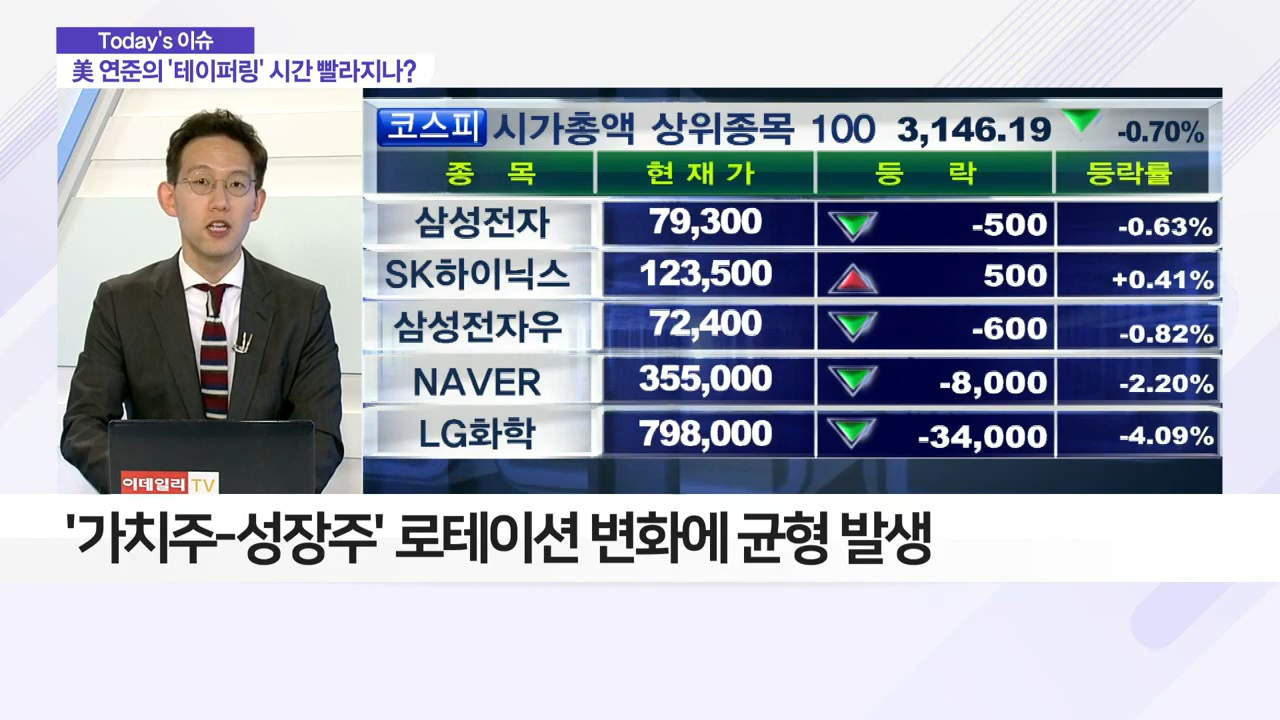 Today's 이슈
美 연준의 '테이퍼링' 시간 빨라지나?
코스피 시가총액 상위종목 100 3,146.19 -0.70%
종 목 현 재 가 등 락 등락률
삼성전자 79,300 -500 -0.63%
SK하이닉스 123,500 500 +0.41%
삼성전자우 72,400 -600 -0.82%
NAVER 355,000 -8,000 -2.20%
LG화학 798,000 -34,000 -4.09%
이데일리 TV
'가치주-성장주' 로테이션 변화에 균형 발생